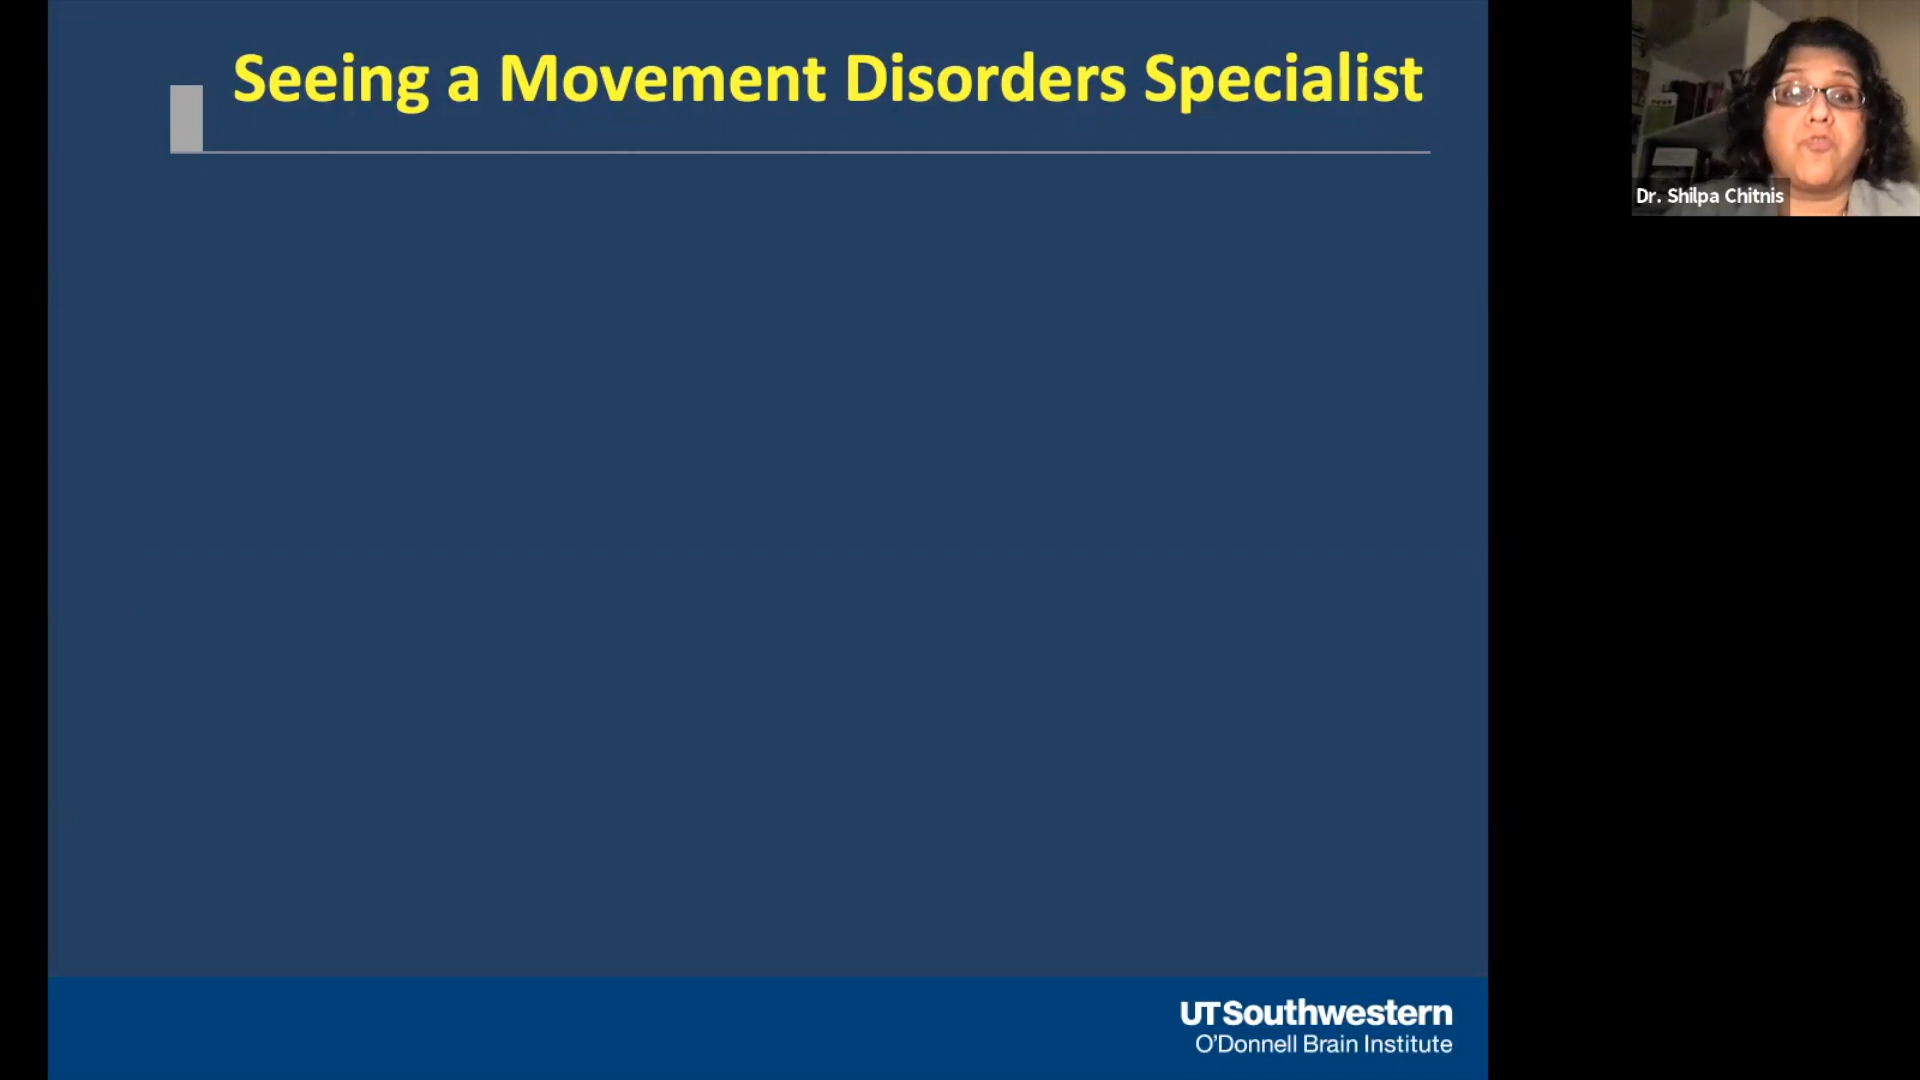 Seeing a Movement Disorders Specialist
Dr. Shilpa Chitnis
UTSouthwestern
O'Donnell Brain Institute